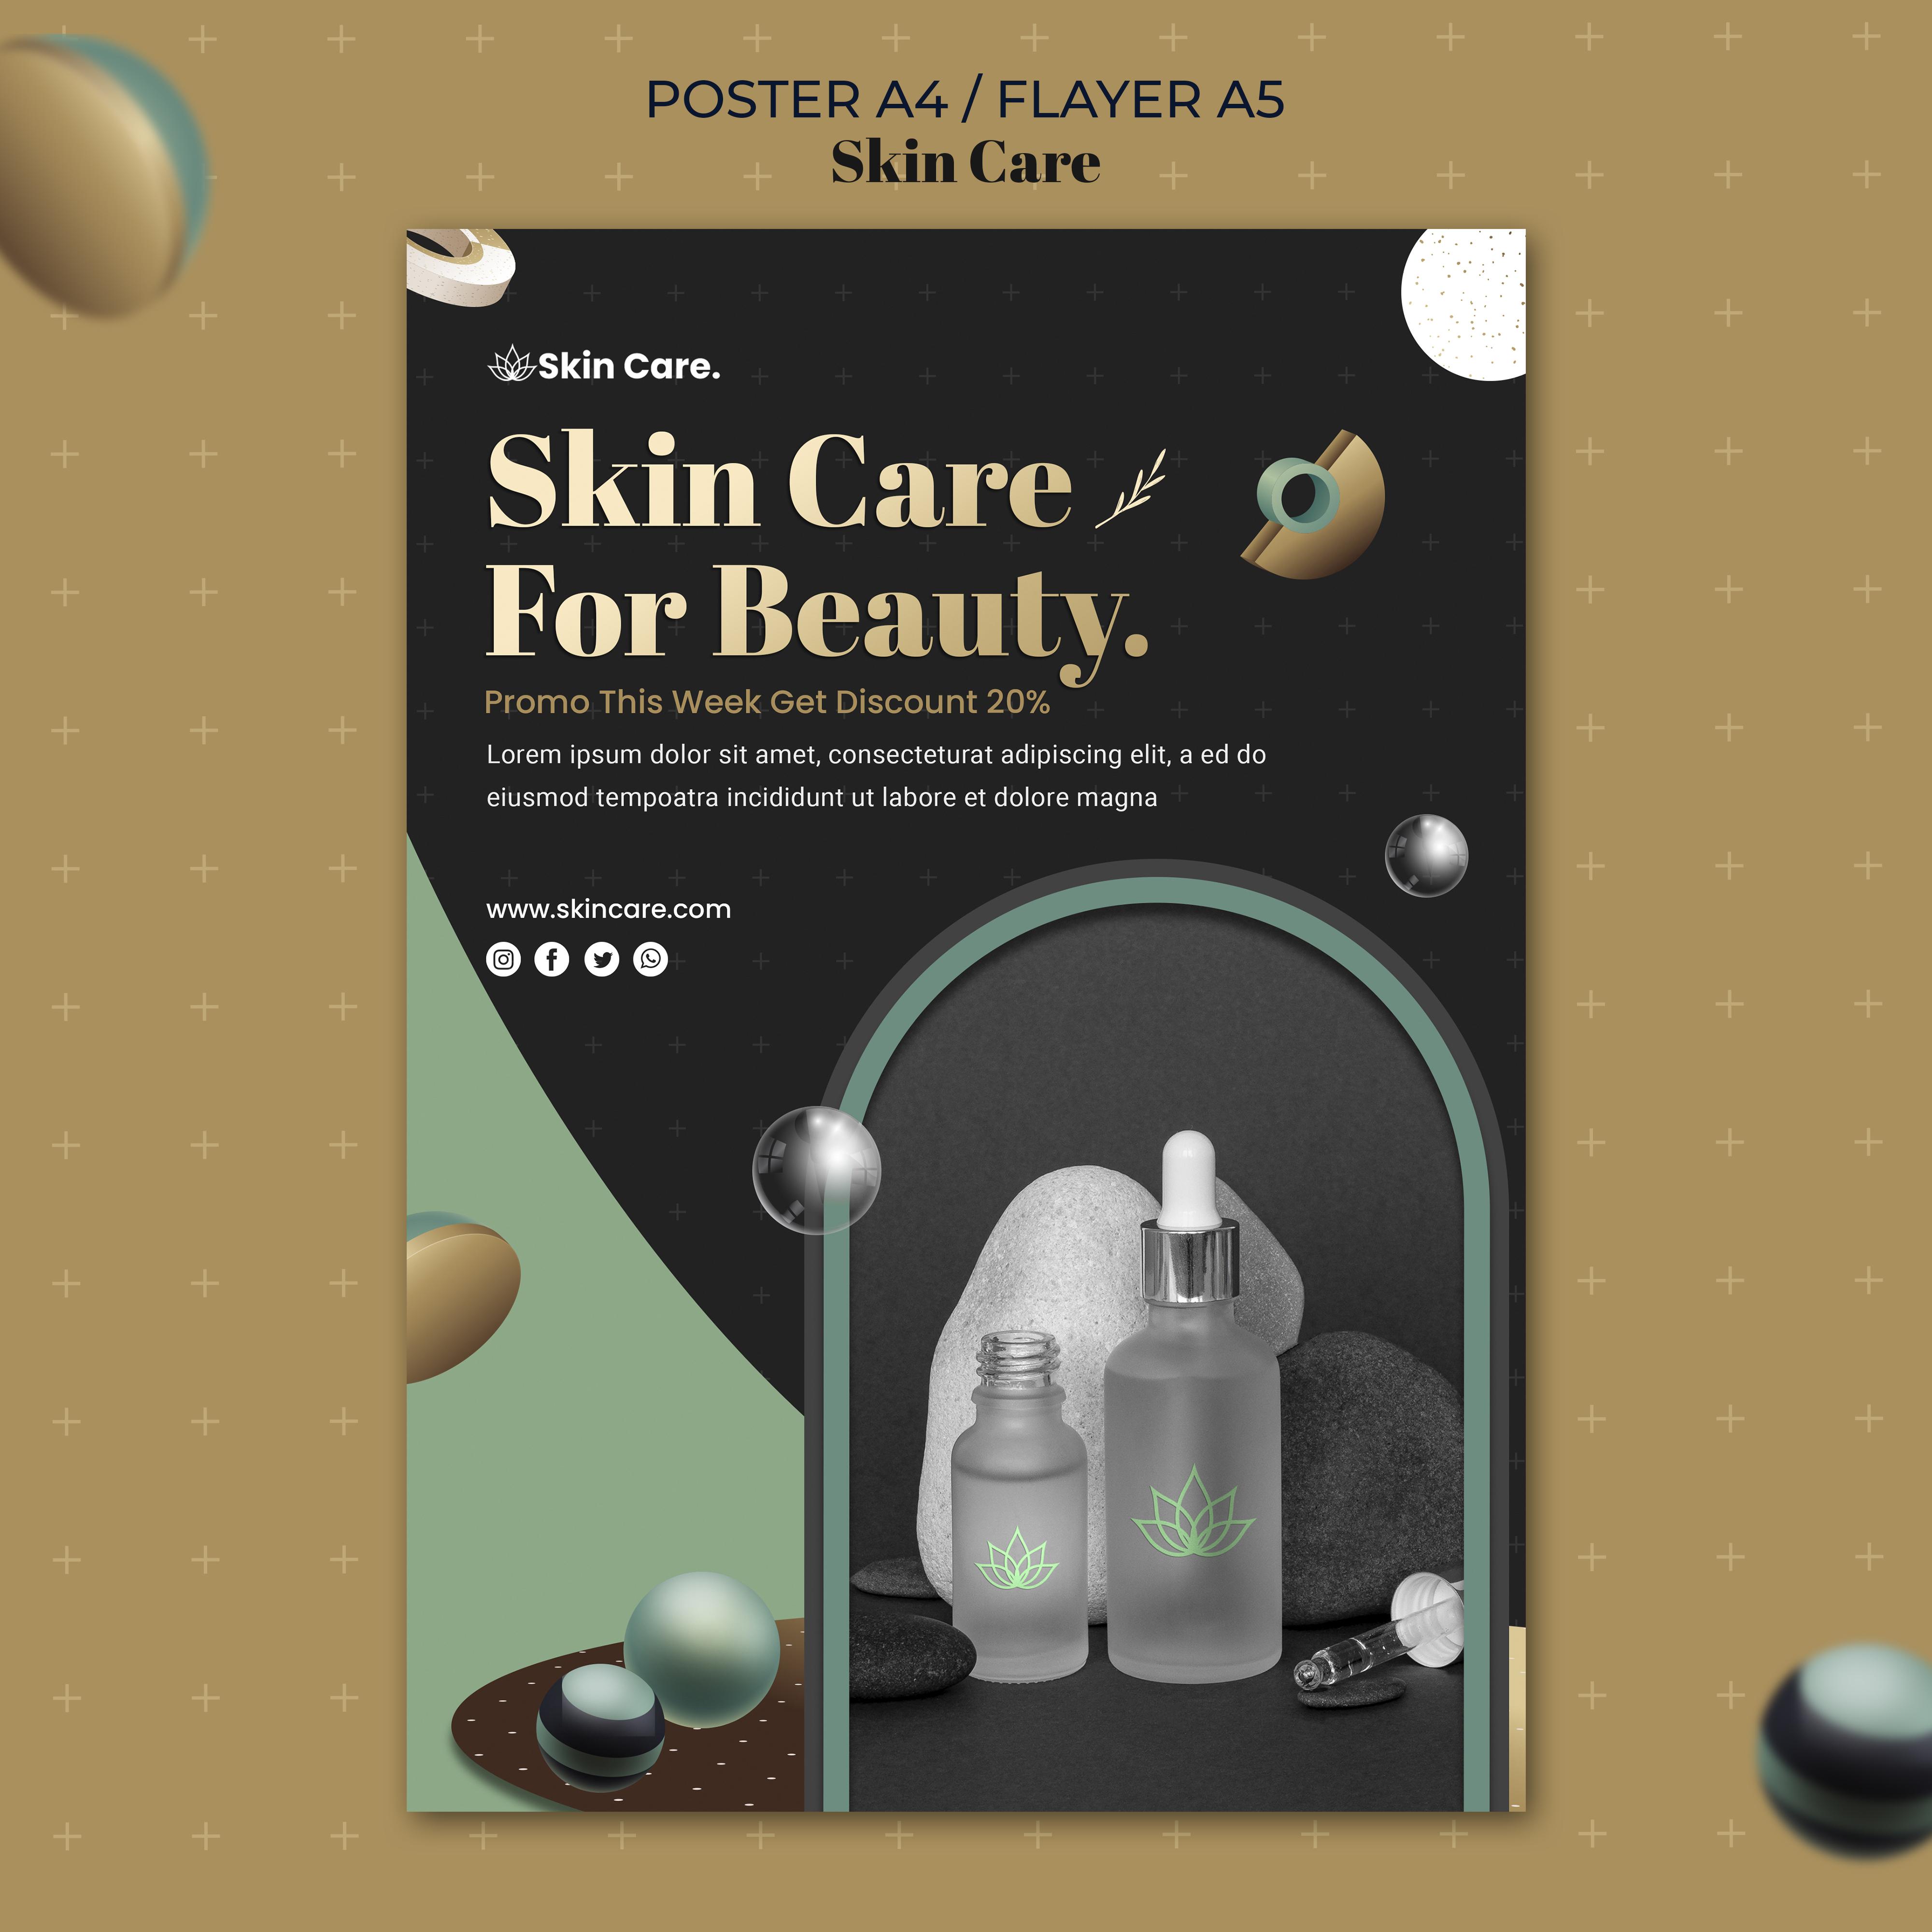 POSTER A4 / FLAYER A5
Skin Care
Skin Care.
Skin Care
For Beauty.
Promo This Week Get Discount 20%
Lorem ipsum dolor sit amet, consecteturat adipiscing elit, a ed do
eiusmod tempoatra incididunt ut labore et dolore magna
www.skincare.com